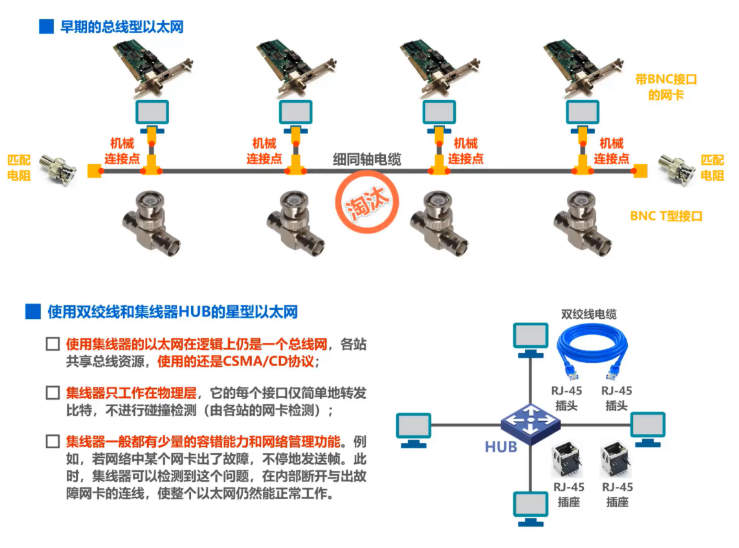 早期的总线型以太网
带BNC接口
的网卡
机械
连接点
机械
连接点
机械
连接点
机械
连接点
匹配
电阻
细同轴电缆
匹配
电阻
淘汰
BNC T型接口
使用双绞线和集线器HUB的星型以太网
使用集线器的以太网在逻辑上仍是一个总线网，各站
共享总线资源，使用的还是CSMA/CD协议；
集线器只工作在物理层，它的每个接口仅简单地转发
比特，不进行碰撞检测（由各站的网卡检测）；
集线器一般都有少量的容错能力和网络管理功能。例
如，若网络中某个网卡出了故障，不停地发送帧。此
时，集线器可以检测到这个问题，在内部断开与出故
障网卡的连线，使整个以太网仍然能正常工作。
双绞线电缆
RJ-45
插头
RJ-45
插头
HUB
RJ-45
插座
RJ-45
插座